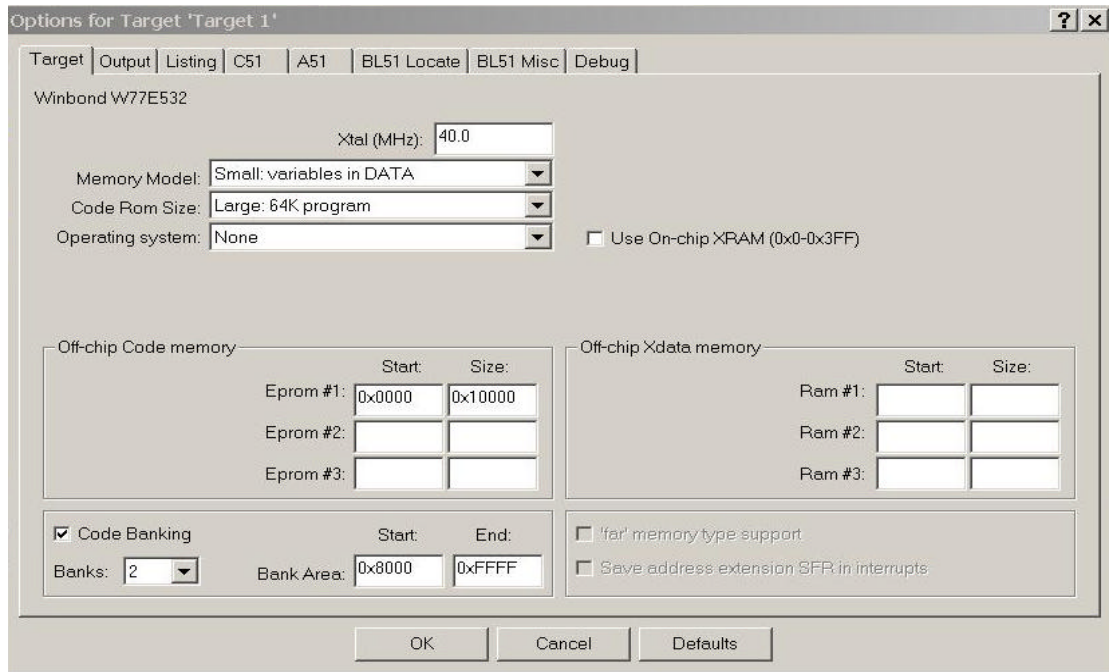 Options for Target 'Target 1'
? ×
Target Output Listing C51 A51 BL51 Locate BL51 Misc Debug
Winbond W77E532
Xtal (MHz): 40.0
Memory Model: Small: variables in DATA
Code Rom Size: Large: 64K program
Operating system: None
Use On-chip XRAM (0x0-0x3FF)
Off-chip Code memory
Start: Size:
Eprom #1: 0x0000 0x10000
Eprom #2:
Eprom #3:
Off-chip Xdata memory
Start: Size:
Ram #1:
Ram #2:
Ram #3:
Code Banking Start: End:
Banks: 2 Bank Area: 0x8000 0xFFFF
'far' memory type support
Save address extension SFR in interrupts
OK Cancel Defaults